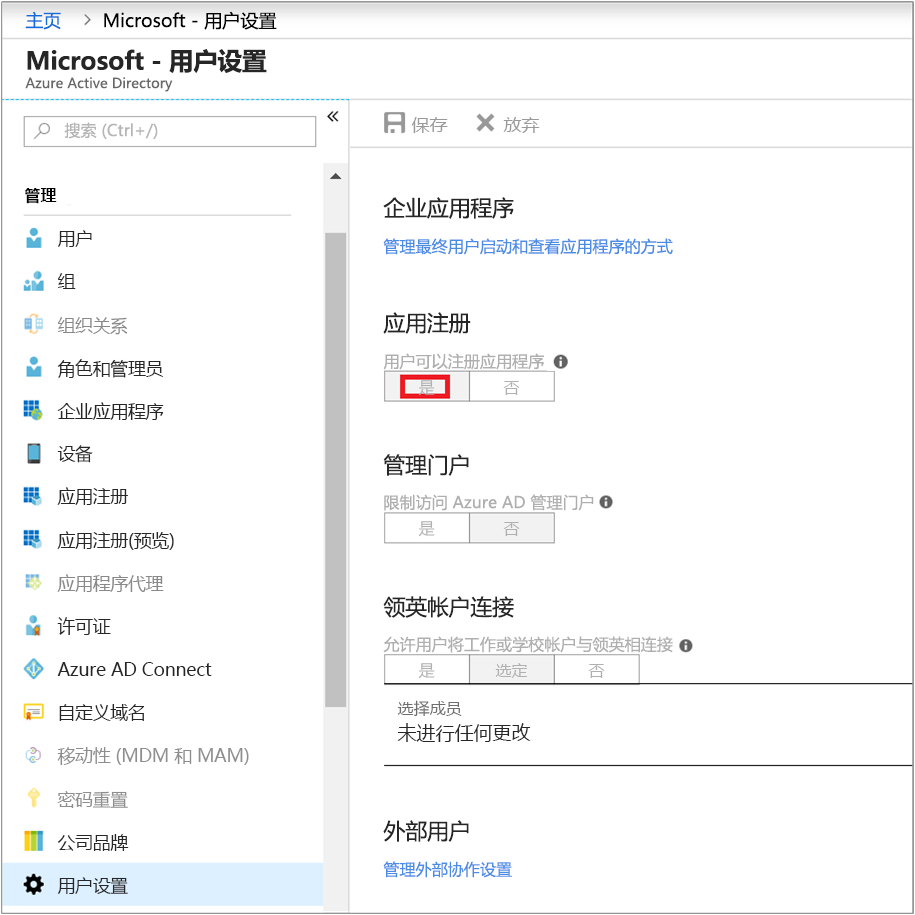 主页 > Microsoft - 用户设置
Microsoft - 用户设置
Azure Active Directory
搜索 (Ctrl+/)
«
管理
用户
组
组织关系
角色和管理员
企业应用程序
设备
应用注册
应用注册(预览)
应用程序代理
许可证
Azure AD Connect
自定义域名
移动性 (MDM 和 MAM)
密码重置
公司品牌
用户设置
保存 放弃
企业应用程序
管理最终用户启动和查看应用程序的方式
应用注册
用户可以注册应用程序
是 否
管理门户
限制访问 Azure AD 管理门户
是 否
领英帐户连接
允许用户将工作或学校帐户与领英相连接
是 选定 否
选择成员
未进行任何更改
外部用户
管理外部协作设置